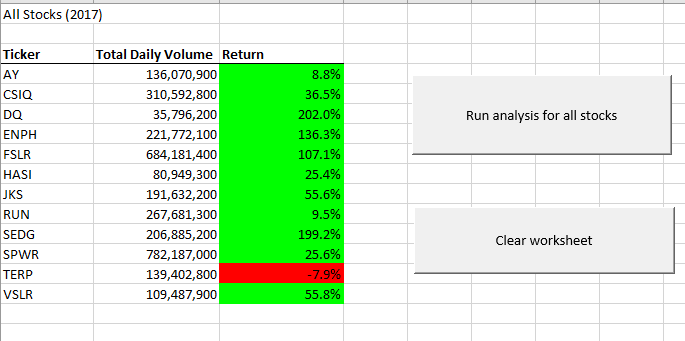 All Stocks (2017)
Ticker Total Daily Volume Return
AY 136,070,900 8.8%
CSIQ 310,592,800 36.5%
DQ 35,796,200 202.0%
ENPH 221,772,100 136.3%
FSLR 684,181,400 107.1%
HASI 80,949,300 25.4%
JKS 191,632,200 55.6%
RUN 267,681,300 9.5%
SEDG 206,885,200 199.2%
SPWR 782,187,000 25.6%
TERP 139,402,800 -7.9%
VSLR 109,487,900 55.8%
Run analysis for all stocks
Clear worksheet